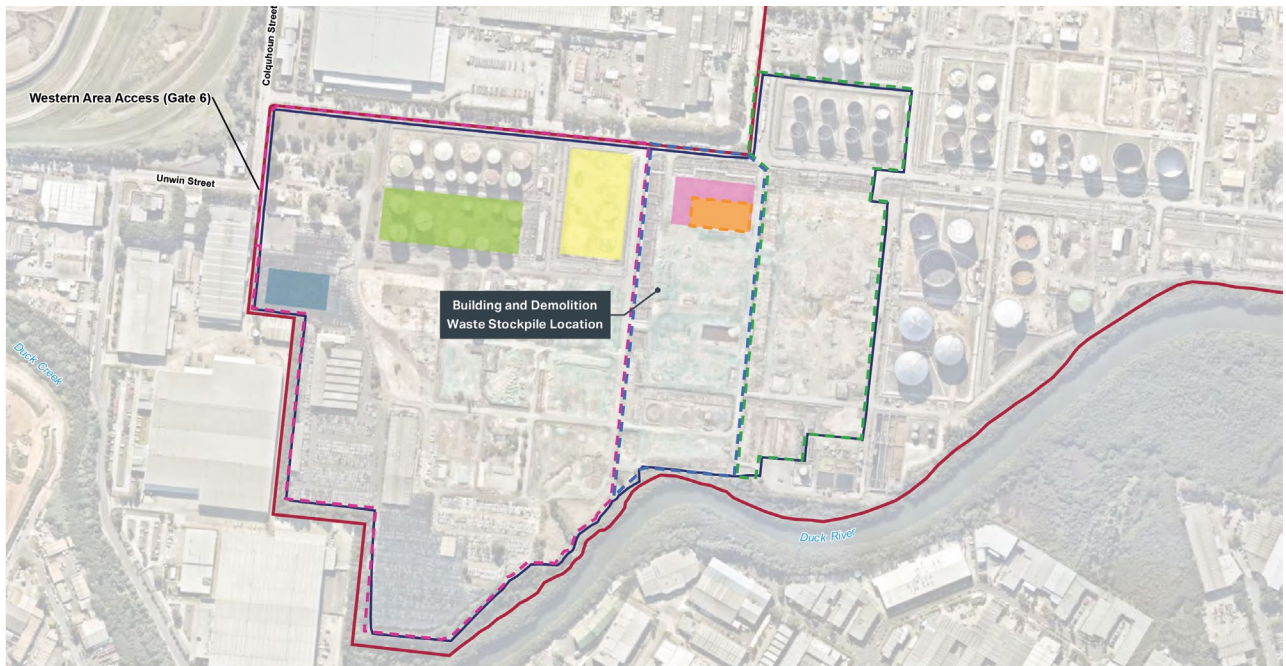 Colquhoun Street
Western Area Access (Gate 6)
Unwin Street
Building and Demolition
Waste Stockpile Location
Duck Creek
Duck River